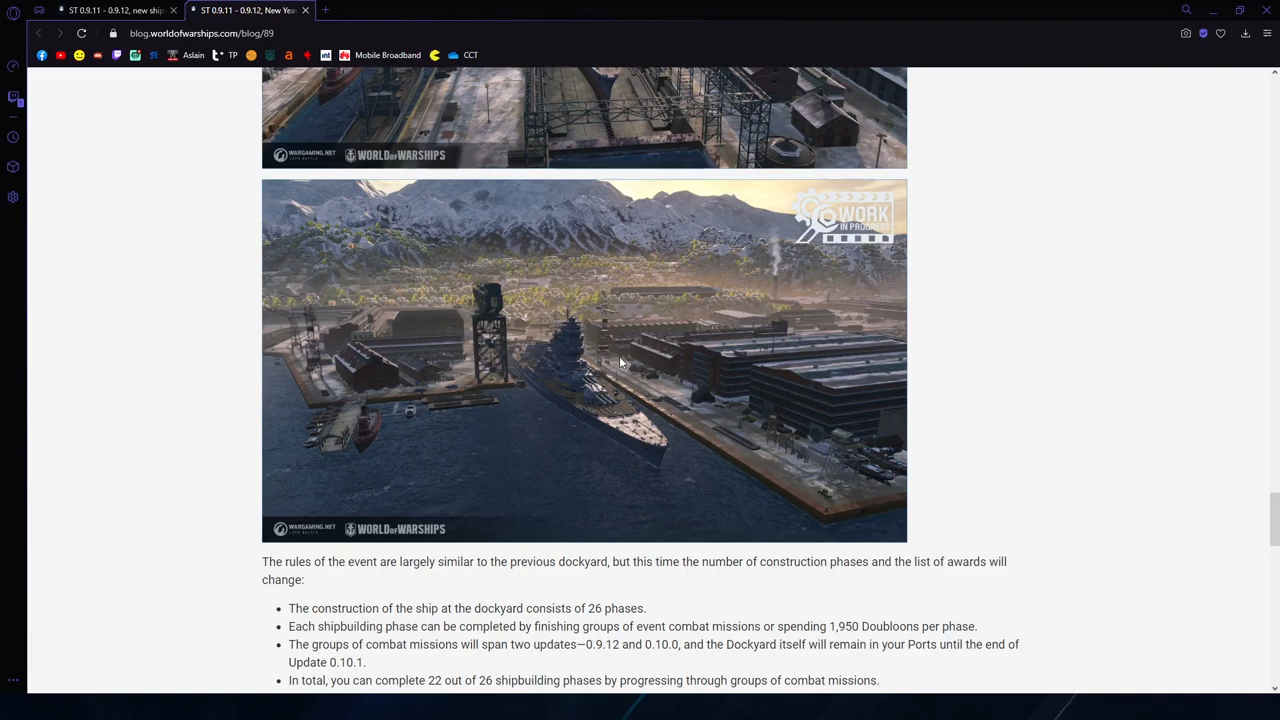 ST 0.9.11 - 0.9.12, new ship
ST 0.9.11 - 0.9.12, New Yea
blog.worldofwarships.com/blog/89
Aslain
TP
int
Mobile Broadband
CCT
WARGAMING.NET
LET'S BATTLE
WORLD OF WARSHIPS
WORK
IN PROGRESS
WARGAMING.NET
LET'S BATTLE
WORLD OF WARSHIPS
The rules of the event are largely similar to the previous dockyard, but this time the number of construction phases and the list of awards will
change:
• The construction of the ship at the dockyard consists of 26 phases.
• Each shipbuilding phase can be completed by finishing groups of event combat missions or spending 1,950 Doubloons per phase.
• The groups of combat missions will span two updates—0.9.12 and 0.10.0, and the Dockyard itself will remain in your Ports until the end of
Update 0.10.1.
• In total, you can complete 22 out of 26 shipbuilding phases by progressing through groups of combat missions.